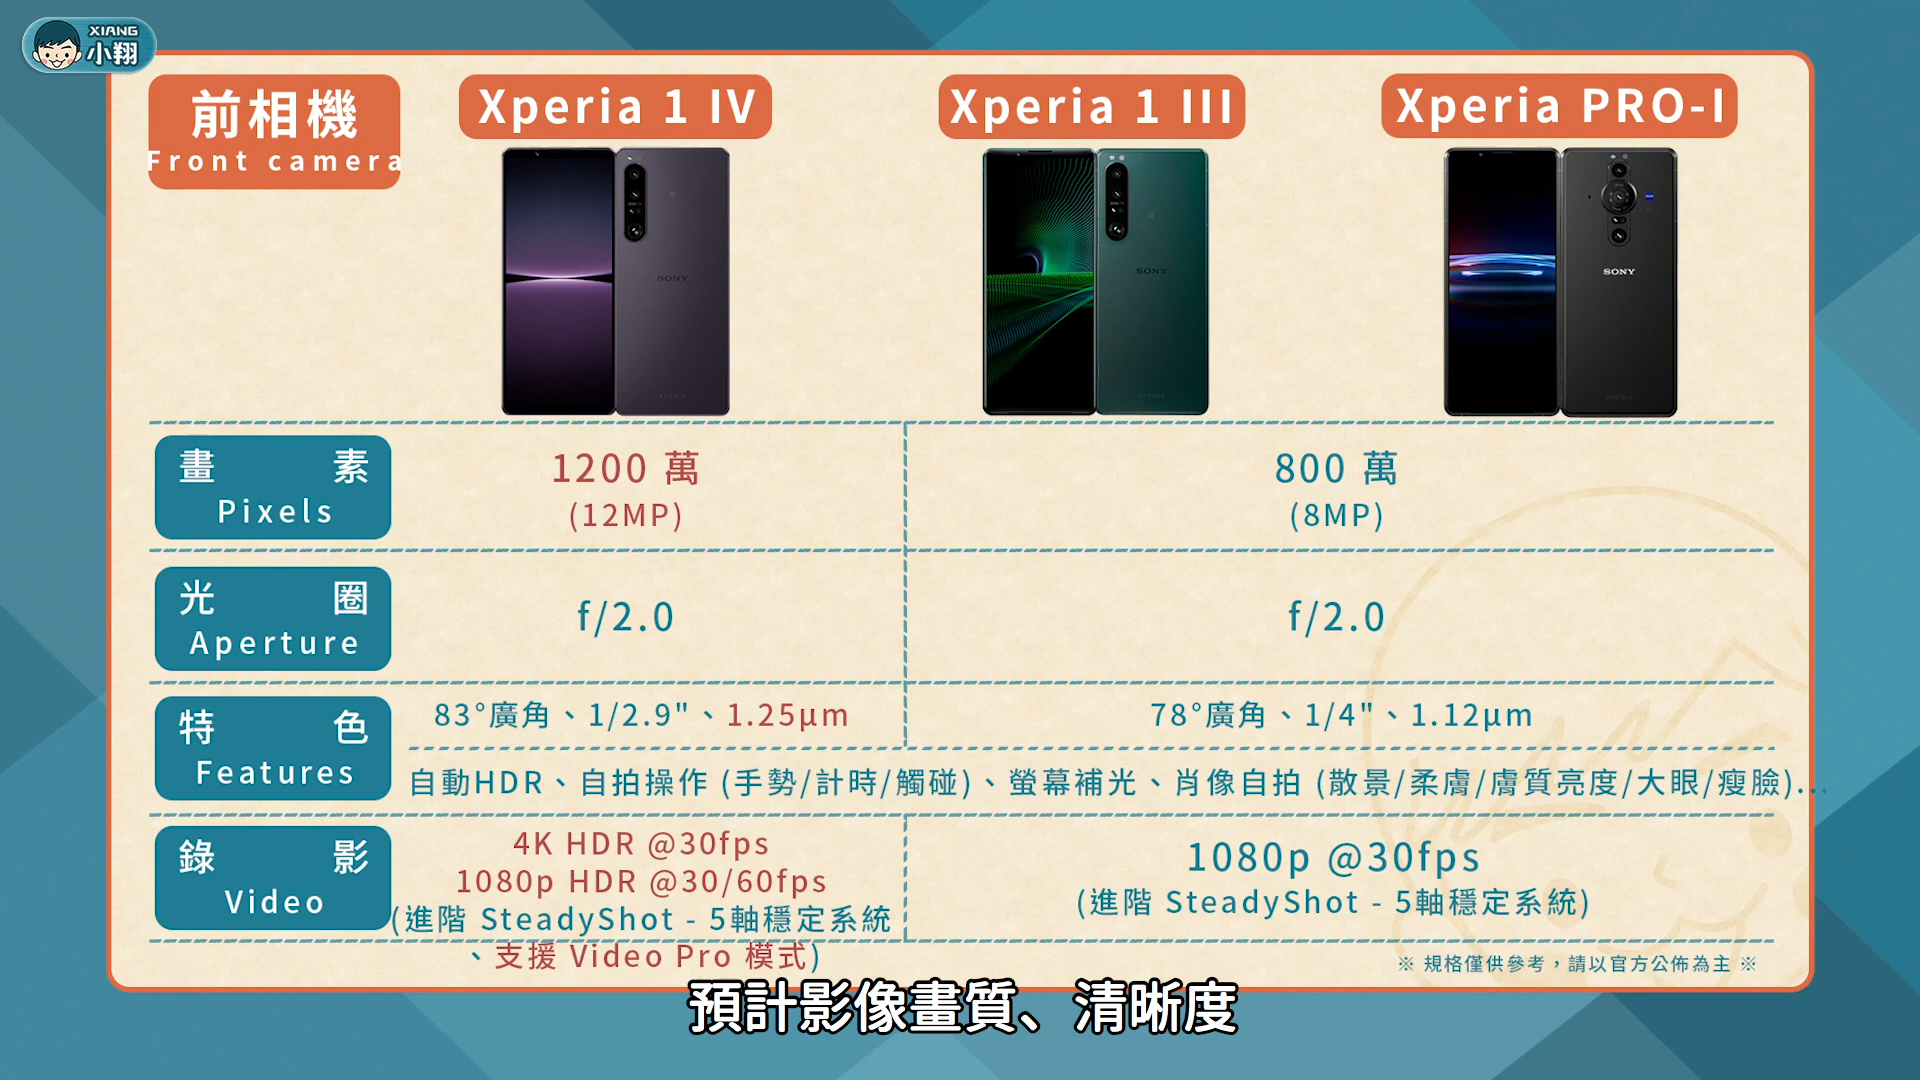 XIANG
小翔
前相機
Front camera
Xperia 1 IV
Xperia 1 III
Xperia PRO-I
SONY
SONY
SONY
XPERIA
XPERIA
XPERIA
畫素
Pixels
1200 萬
(12MP)
800 萬
(8MP)
光圈
Aperture
f/2.0
f/2.0
特色
Features
83°廣角、1/2.9"、1.25μm
78°廣角、1/4"、1.12μm
自動HDR、自拍操作 (手勢/計時/觸碰)、螢幕補光、肖像自拍 (散景/柔膚/膚質亮度/大眼/瘦臉)...
錄影
Video
4K HDR @30fps
1080p HDR @30/60fps
(進階 SteadyShot - 5軸穩定系統
、支援 Video Pro 模式)
1080p @30fps
(進階 SteadyShot - 5軸穩定系統)
※ 規格僅供參考，請以官方公佈為主 ※
預計影像畫質、清晰度